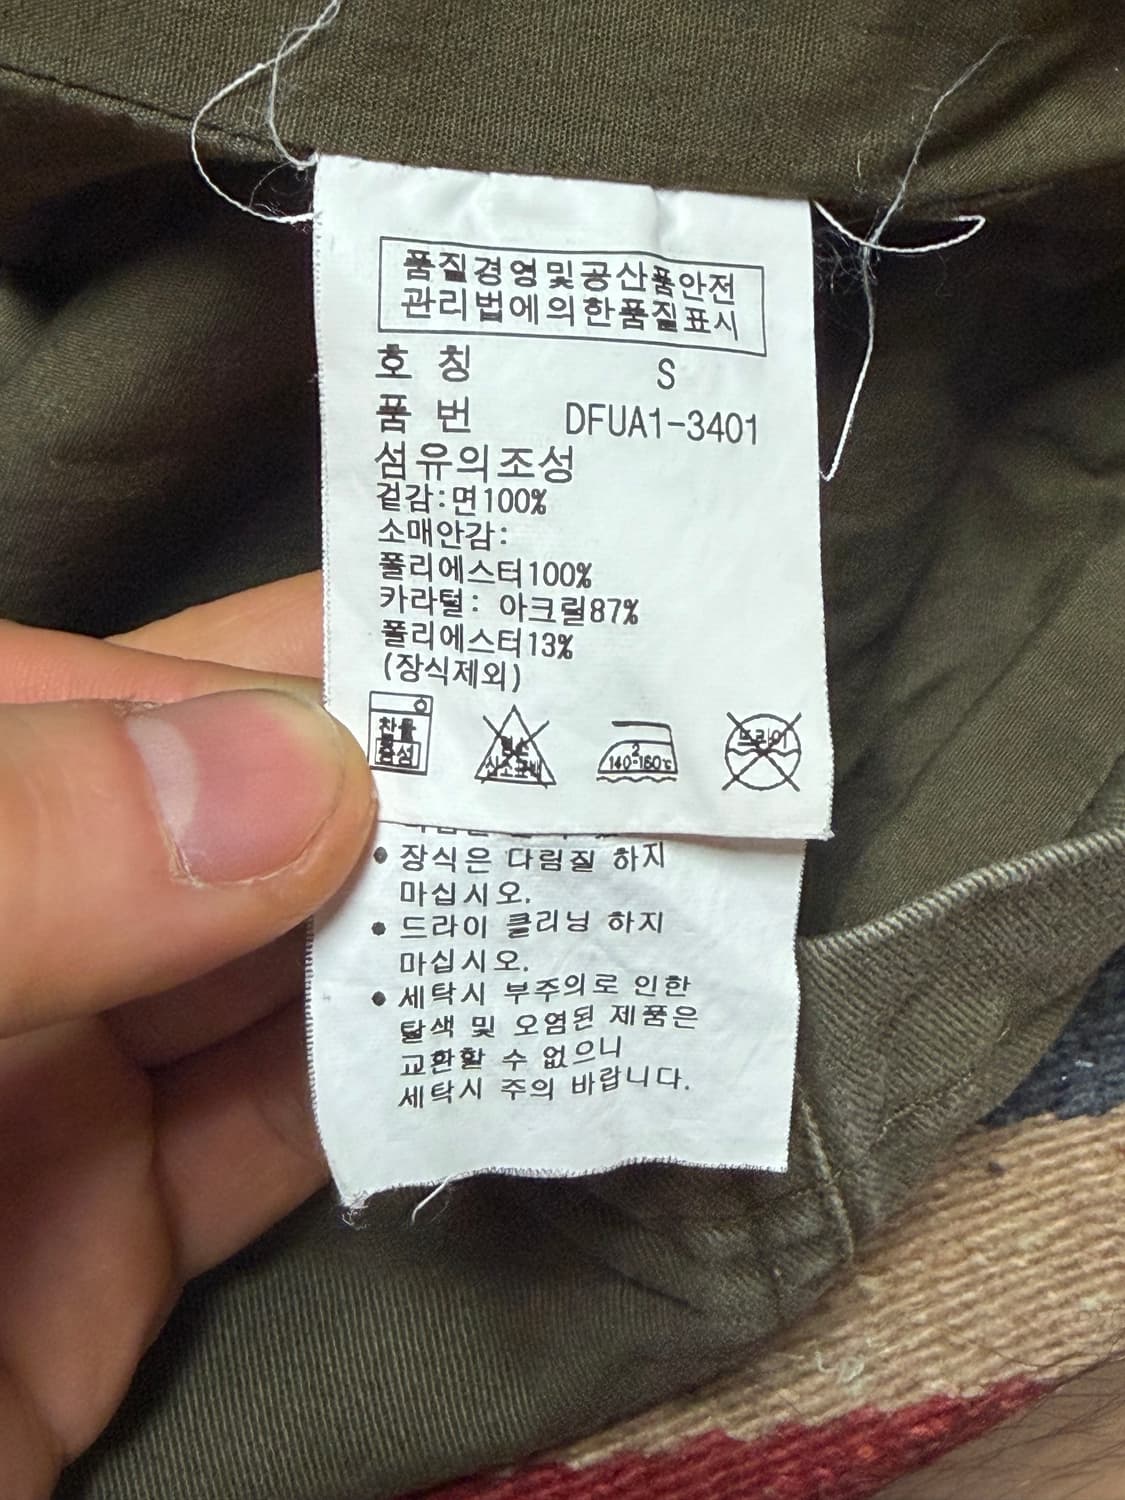 품질경영및공산품안전
관리법에의한품질표시
호 칭 S
품 번 DFUA1-3401
섬유의조성
겉감:면100%
소매안감:
폴리에스터100%
카라털: 아크릴87%
폴리에스터13%
(장식제외)
찬물
중성
염소
산소표백
2
140~160℃
드라이
• 장식은 다림질 하지
마십시오.
• 드라이 클리닝 하지
마십시오.
• 세탁시 부주의로 인한
탈색 및 오염된 제품은
교환할 수 없으니
세탁시 주의 바랍니다.